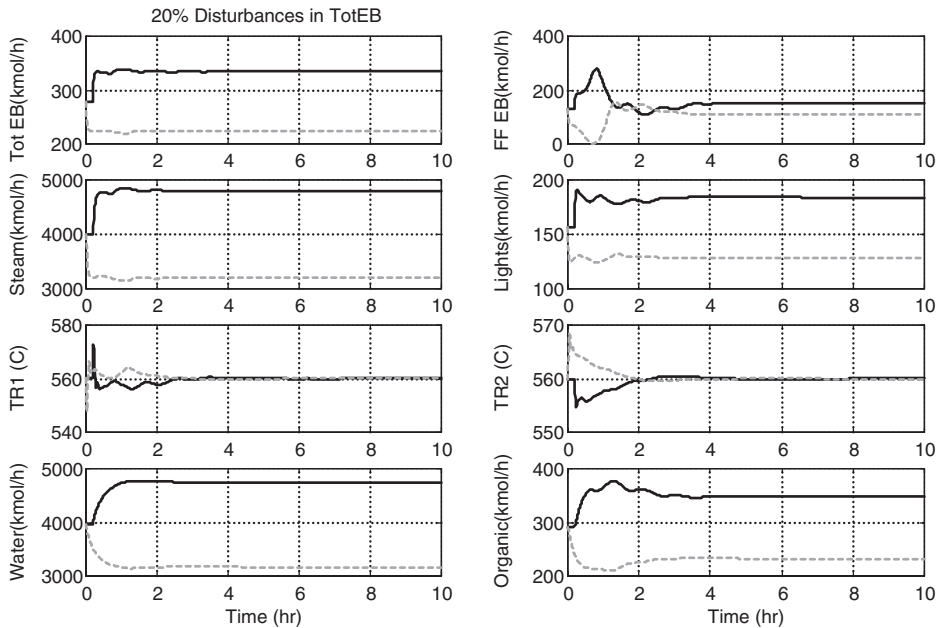 20% Disturbances in TotEB
Tot EB(kmol/h)
400
300
200
0 2 4 6 8 10
FF EB(kmol/h)
400
200
0
0 2 4 6 8 10
Steam(kmol/h)
5000
4000
3000
0 2 4 6 8 10
Lights(kmol/h)
200
150
100
0 2 4 6 8 10
TR1 (C)
580
560
540
0 2 4 6 8 10
TR2 (C)
570
560
550
0 2 4 6 8 10
Water(kmol/h)
5000
4000
3000
0 2 4 6 8 10
Time (hr)
Organic(kmol/h)
400
300
200
0 2 4 6 8 10
Time (hr)